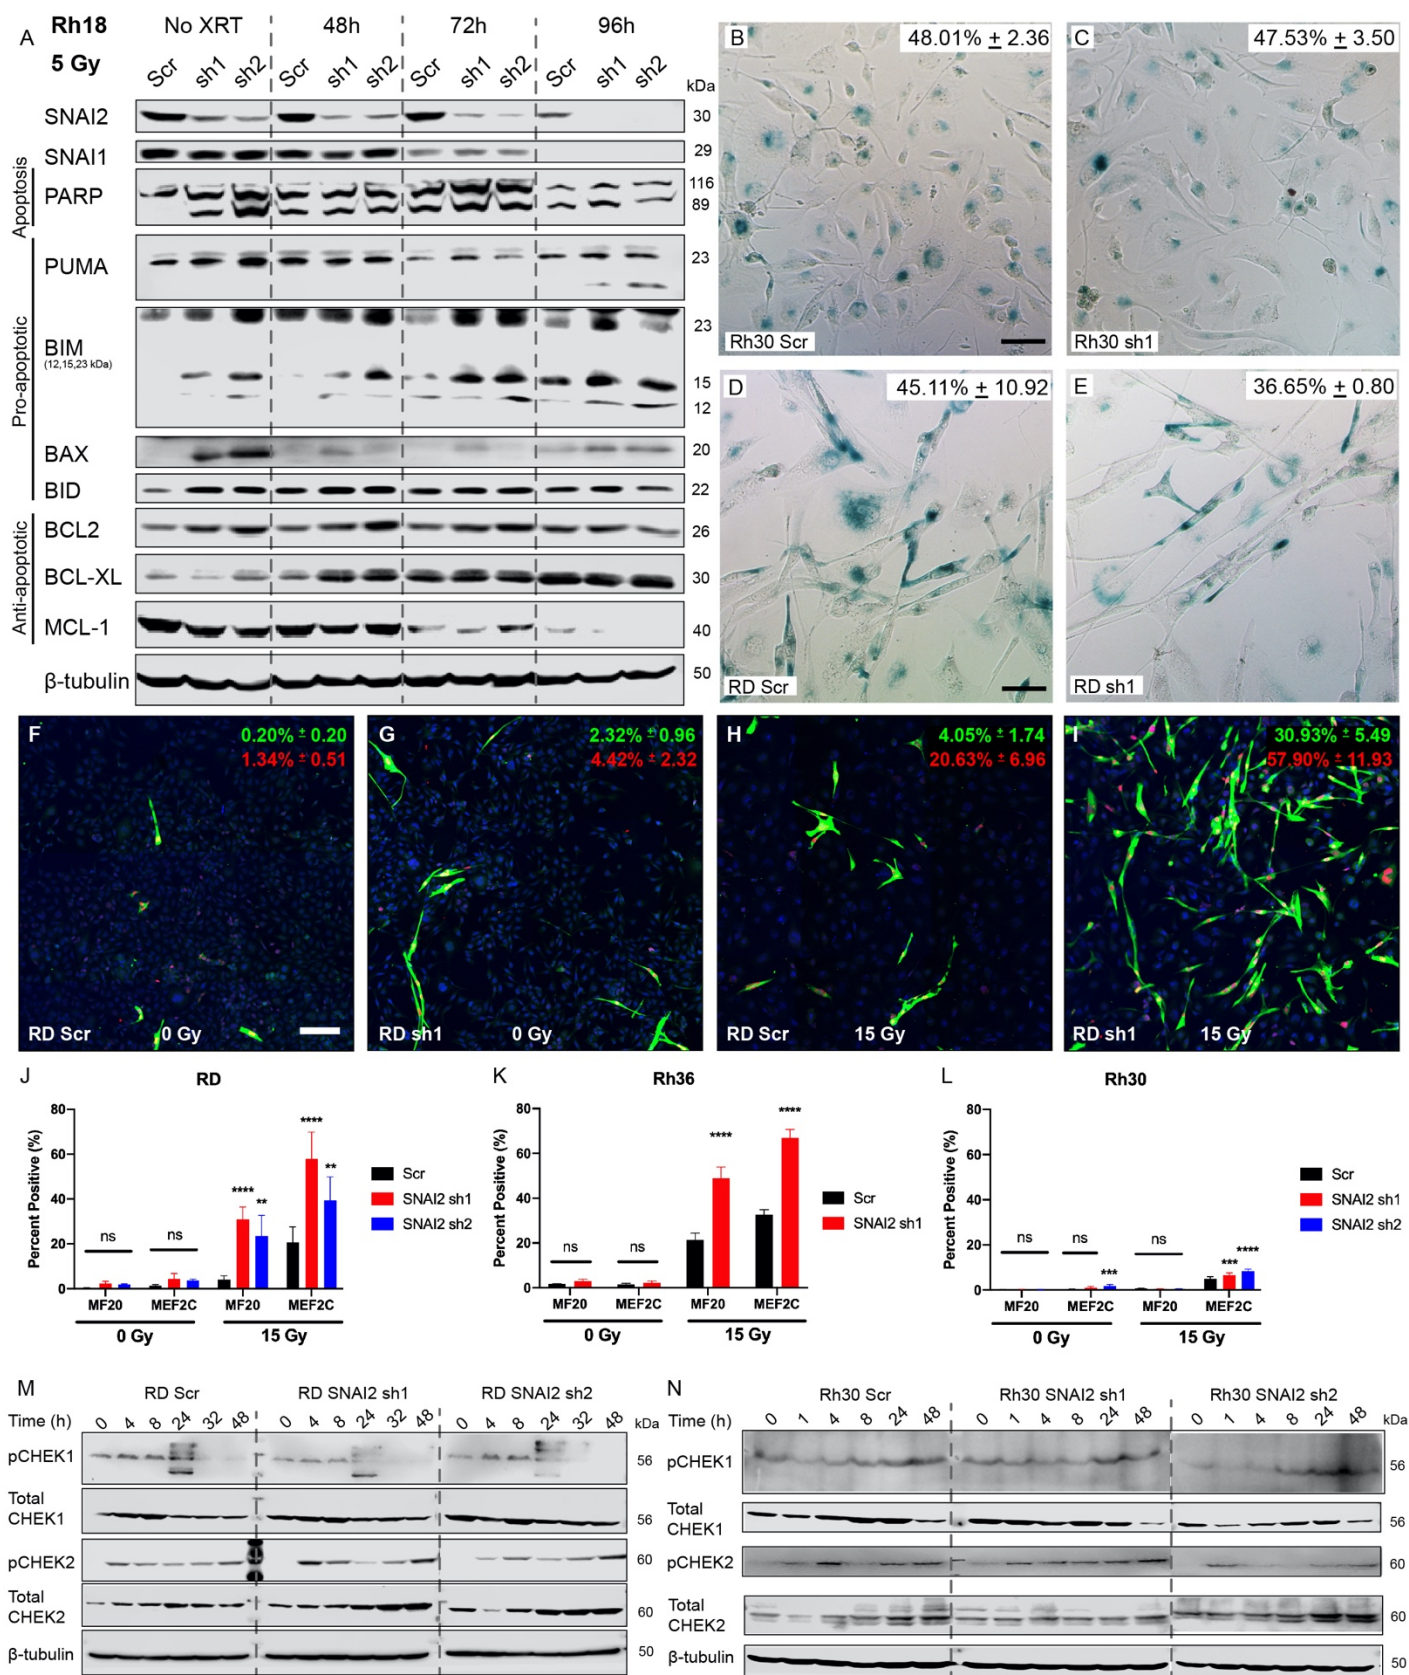 A
Rh18
No XRT
48h
72h
96h
5 Gy
Scr sh1 sh2 Scr sh1 sh2 Scr sh1 sh2 Scr sh1 sh2
kDa
SNAI2 30
SNAI1 29
Apoptosis
PARP 116
89
Pro-apoptotic
PUMA 23
BIM 23
(12,15,23 kDa)
15
12
BAX 20
BID 22
Anti-apoptotic
BCL2 26
BCL-XL 30
MCL-1 40
β-tubulin 50
B
48.01% ± 2.36
Rh30 Scr
C
47.53% ± 3.50
Rh30 sh1
D
45.11% ± 10.92
RD Scr
E
36.65% ± 0.80
RD sh1
F
0.20% ± 0.20
1.34% ± 0.51
RD Scr 0 Gy
G
2.32% ± 0.96
4.42% ± 2.32
RD sh1 0 Gy
H
4.05% ± 1.74
20.63% ± 6.96
RD Scr 15 Gy
I
30.93% ± 5.49
57.90% ± 11.93
RD sh1 15 Gy
J
RD
Percent Positive (%)
80
60
40
20
0
ns
ns
****
**
****
**
MF20 MEF2C MF20 MEF2C
0 Gy 15 Gy
Scr
SNAI2 sh1
SNAI2 sh2
K
Rh36
Percent Positive (%)
80
60
40
20
0
ns
ns
****
****
MF20 MEF2C MF20 MEF2C
0 Gy 15 Gy
Scr
SNAI2 sh1
L
Rh30
Percent Positive (%)
80
60
40
20
0
ns
ns
***
ns
***
****
MF20 MEF2C MF20 MEF2C
0 Gy 15 Gy
Scr
SNAI2 sh1
SNAI2 sh2
M
RD Scr RD SNAI2 sh1 RD SNAI2 sh2
Time (h) 0 4 8 24 32 48 0 4 8 24 32 48 0 4 8 24 32 48 kDa
pCHEK1 56
Total
CHEK1 56
pCHEK2 60
Total
CHEK2 60
β-tubulin 50
N
Rh30 Scr Rh30 SNAI2 sh1 Rh30 SNAI2 sh2
Time (h) 0 1 4 8 24 48 0 1 4 8 24 48 0 1 4 8 24 48 kDa
pCHEK1 56
Total
CHEK1 56
pCHEK2 60
Total
CHEK2 60
β-tubulin 50